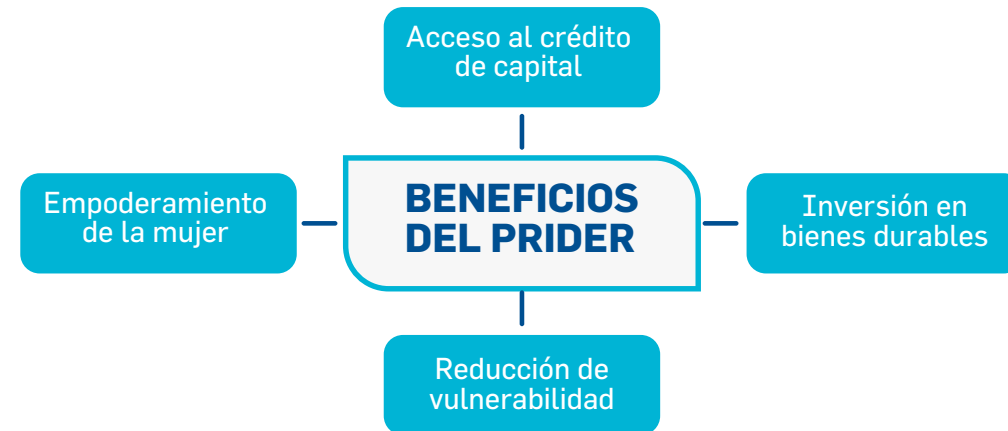 Acceso al crédito
de capital
Empoderamiento
de la mujer
BENEFICIOS
DEL PRIDER
Inversión en
bienes durables
Reducción de
vulnerabilidad